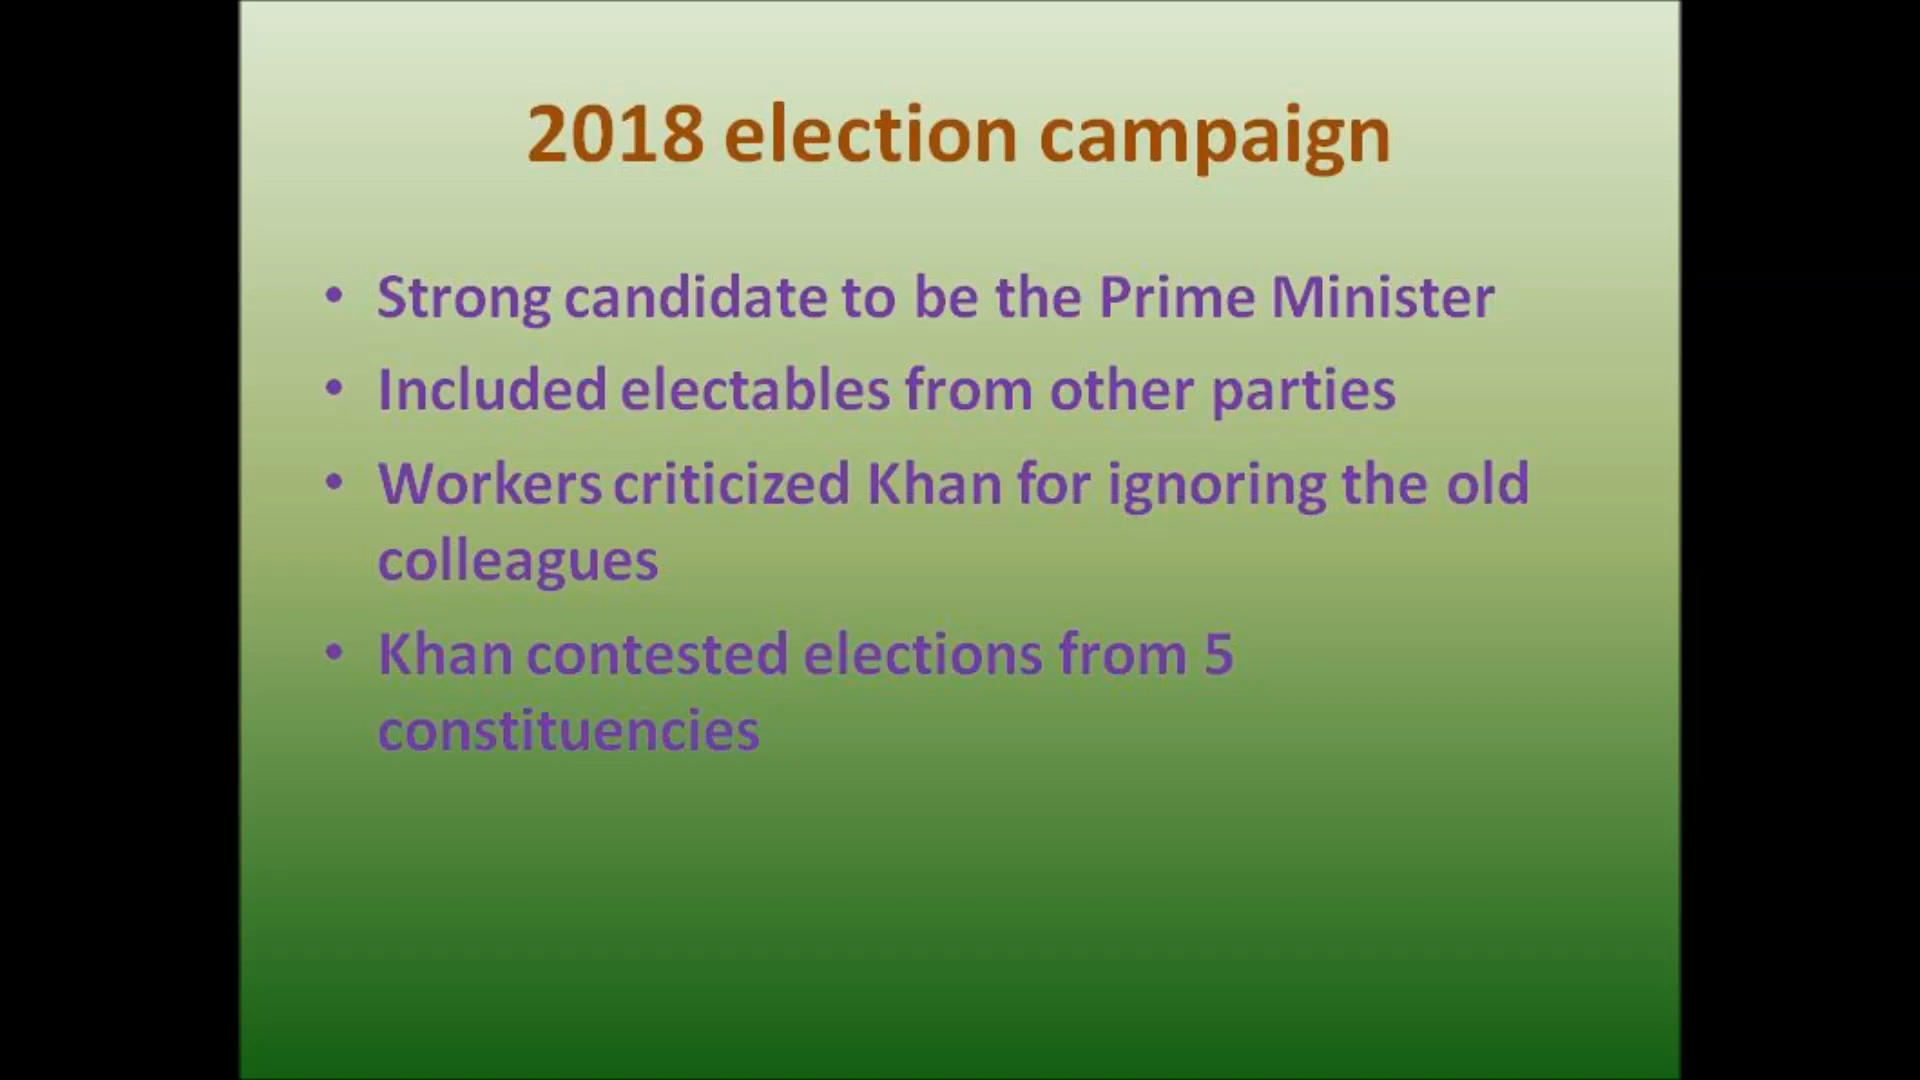 2018 election campaign
• Strong candidate to be the Prime Minister
• Included electables from other parties
• Workers criticized Khan for ignoring the old
colleagues
• Khan contested elections from 5
constituencies